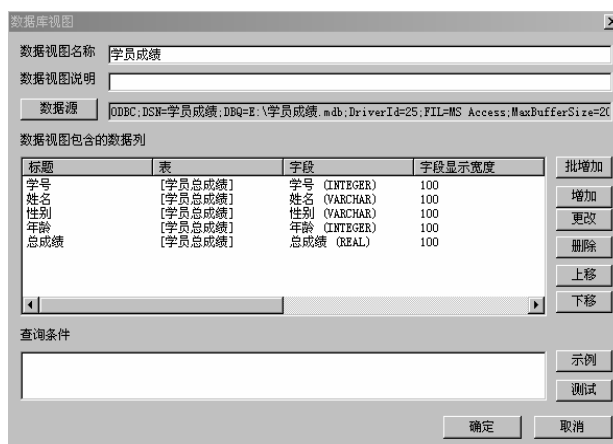 数据库视图
数据视图名称 学员成绩
数据视图说明
数据源 ODBC;DSN=学员成绩;DBQ=E:\学员成绩.mdb;DriverId=25;FIL=MS Access;MaxBufferSize=20
数据视图包含的数据列
标题 表 字段 字段显示宽度 批增加
学号 [学员总成绩] 学号 (INTEGER) 100
姓名 [学员总成绩] 姓名 (VARCHAR) 100 增加
性别 [学员总成绩] 性别 (VARCHAR) 100 更改
年龄 [学员总成绩] 年龄 (INTEGER) 100
总成绩 [学员总成绩] 总成绩 (REAL) 100 删除
上移
下移
查询条件
示例
测试
确定 取消